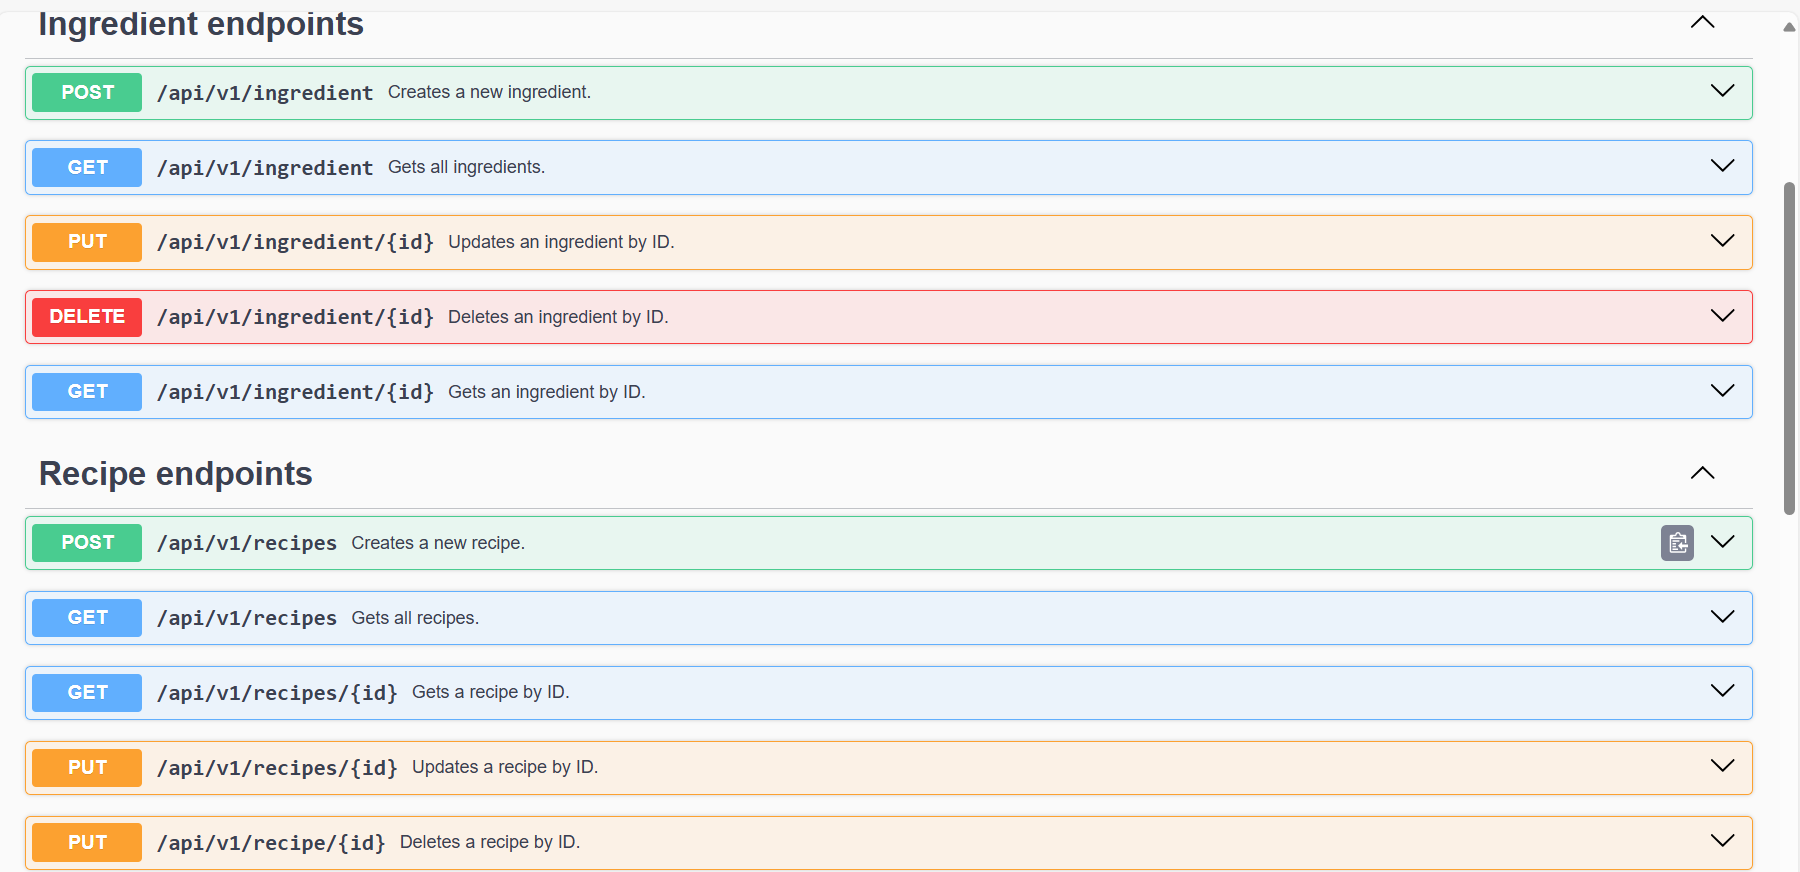 Ingredient endpoints
POST /api/v1/ingredient Creates a new ingredient.
GET /api/v1/ingredient Gets all ingredients.
PUT /api/v1/ingredient/{id} Updates an ingredient by ID.
DELETE /api/v1/ingredient/{id} Deletes an ingredient by ID.
GET /api/v1/ingredient/{id} Gets an ingredient by ID.
Recipe endpoints
POST /api/v1/recipes Creates a new recipe.
GET /api/v1/recipes Gets all recipes.
GET /api/v1/recipes/{id} Gets a recipe by ID.
PUT /api/v1/recipes/{id} Updates a recipe by ID.
PUT /api/v1/recipe/{id} Deletes a recipe by ID.